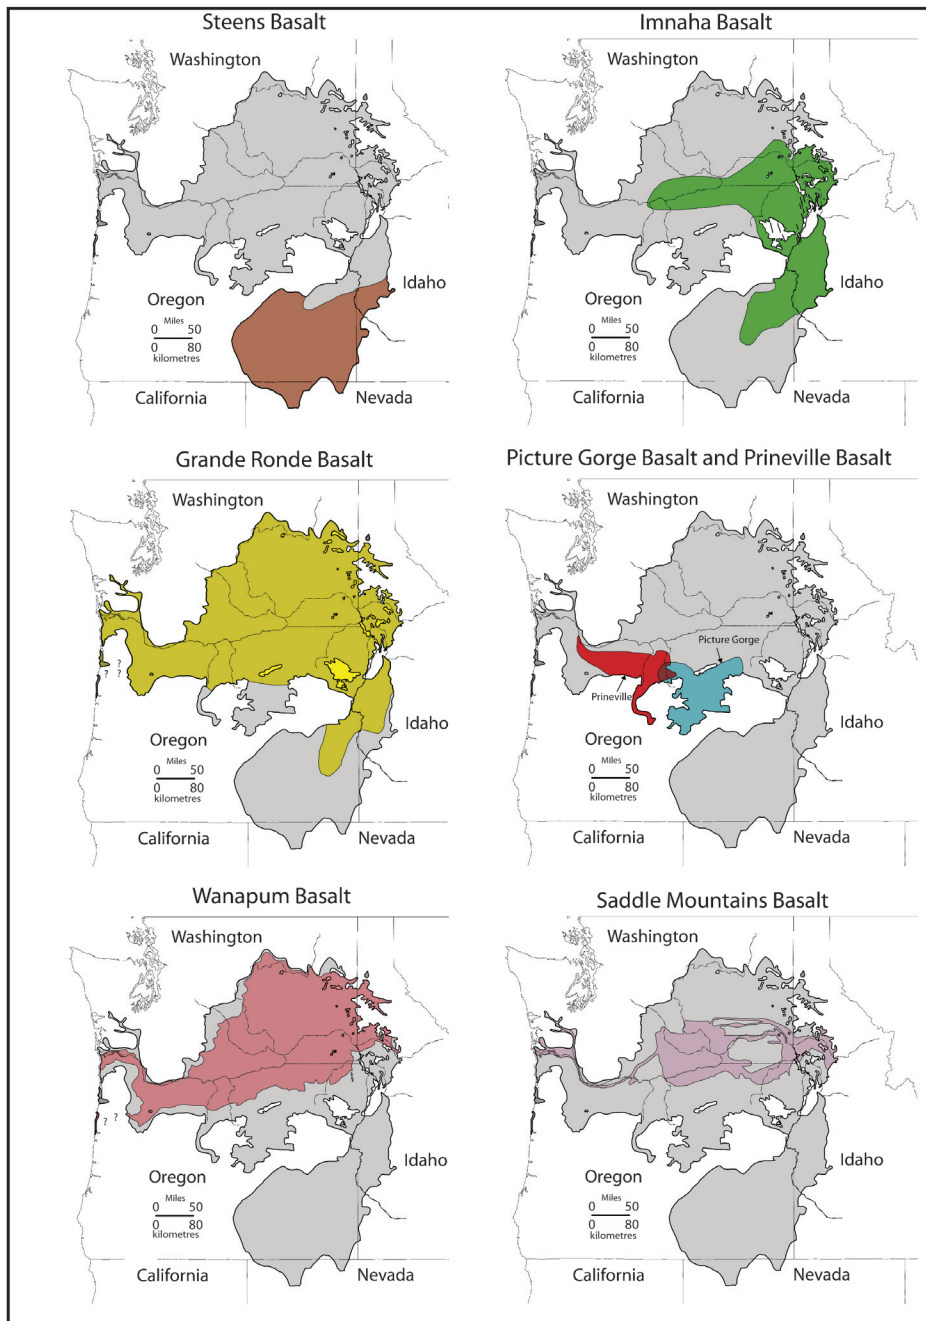 Steens Basalt
Washington
Idaho
Oregon
Miles
0 50
0 80
kilometres
California
Nevada
Imnaha Basalt
Washington
Idaho
Oregon
Miles
0 50
0 80
kilometres
California
Nevada
Grande Ronde Basalt
Washington
?
? ?
Idaho
Oregon
Miles
0 50
0 80
kilometres
California
Nevada
Picture Gorge Basalt and Prineville Basalt
Washington
Picture Gorge
Prineville
Idaho
Oregon
Miles
0 50
0 80
kilometres
California
Nevada
Wanapum Basalt
Washington
? ?
Idaho
Oregon
Miles
0 50
0 80
kilometres
California
Nevada
Saddle Mountains Basalt
Washington
Idaho
Oregon
Miles
0 50
0 80
kilometres
California
Nevada